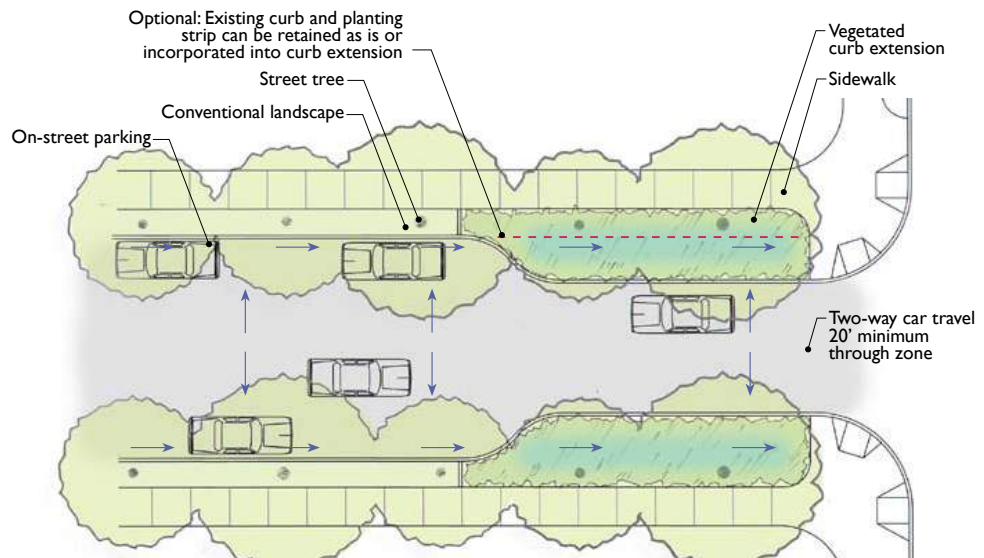 Optional: Existing curb and planting
strip can be retained as is or
incorporated into curb extension
Street tree
Conventional landscape
On-street parking
Vegetated
curb extension
Sidewalk
Two-way car travel
20’ minimum
through zone